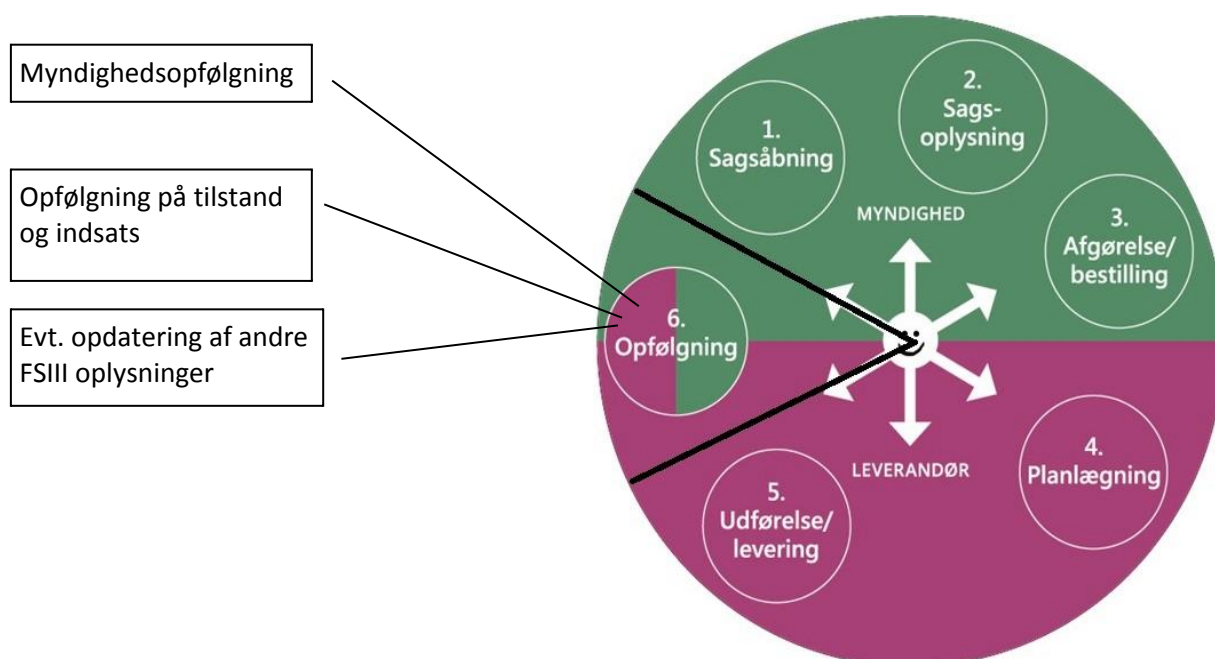 Myndighedsopfølgning
Opfølgning på tilstand
og indsats
Evt. opdatering af andre
FSIII oplysninger
1.
Sagsåbning
2.
Sags-
oplysning
3.
Afgørelse/
bestilling
MYNDIGHED
6.
Opfølgning
LEVERANDØR
4.
Planlægning
5.
Udførelse/
levering